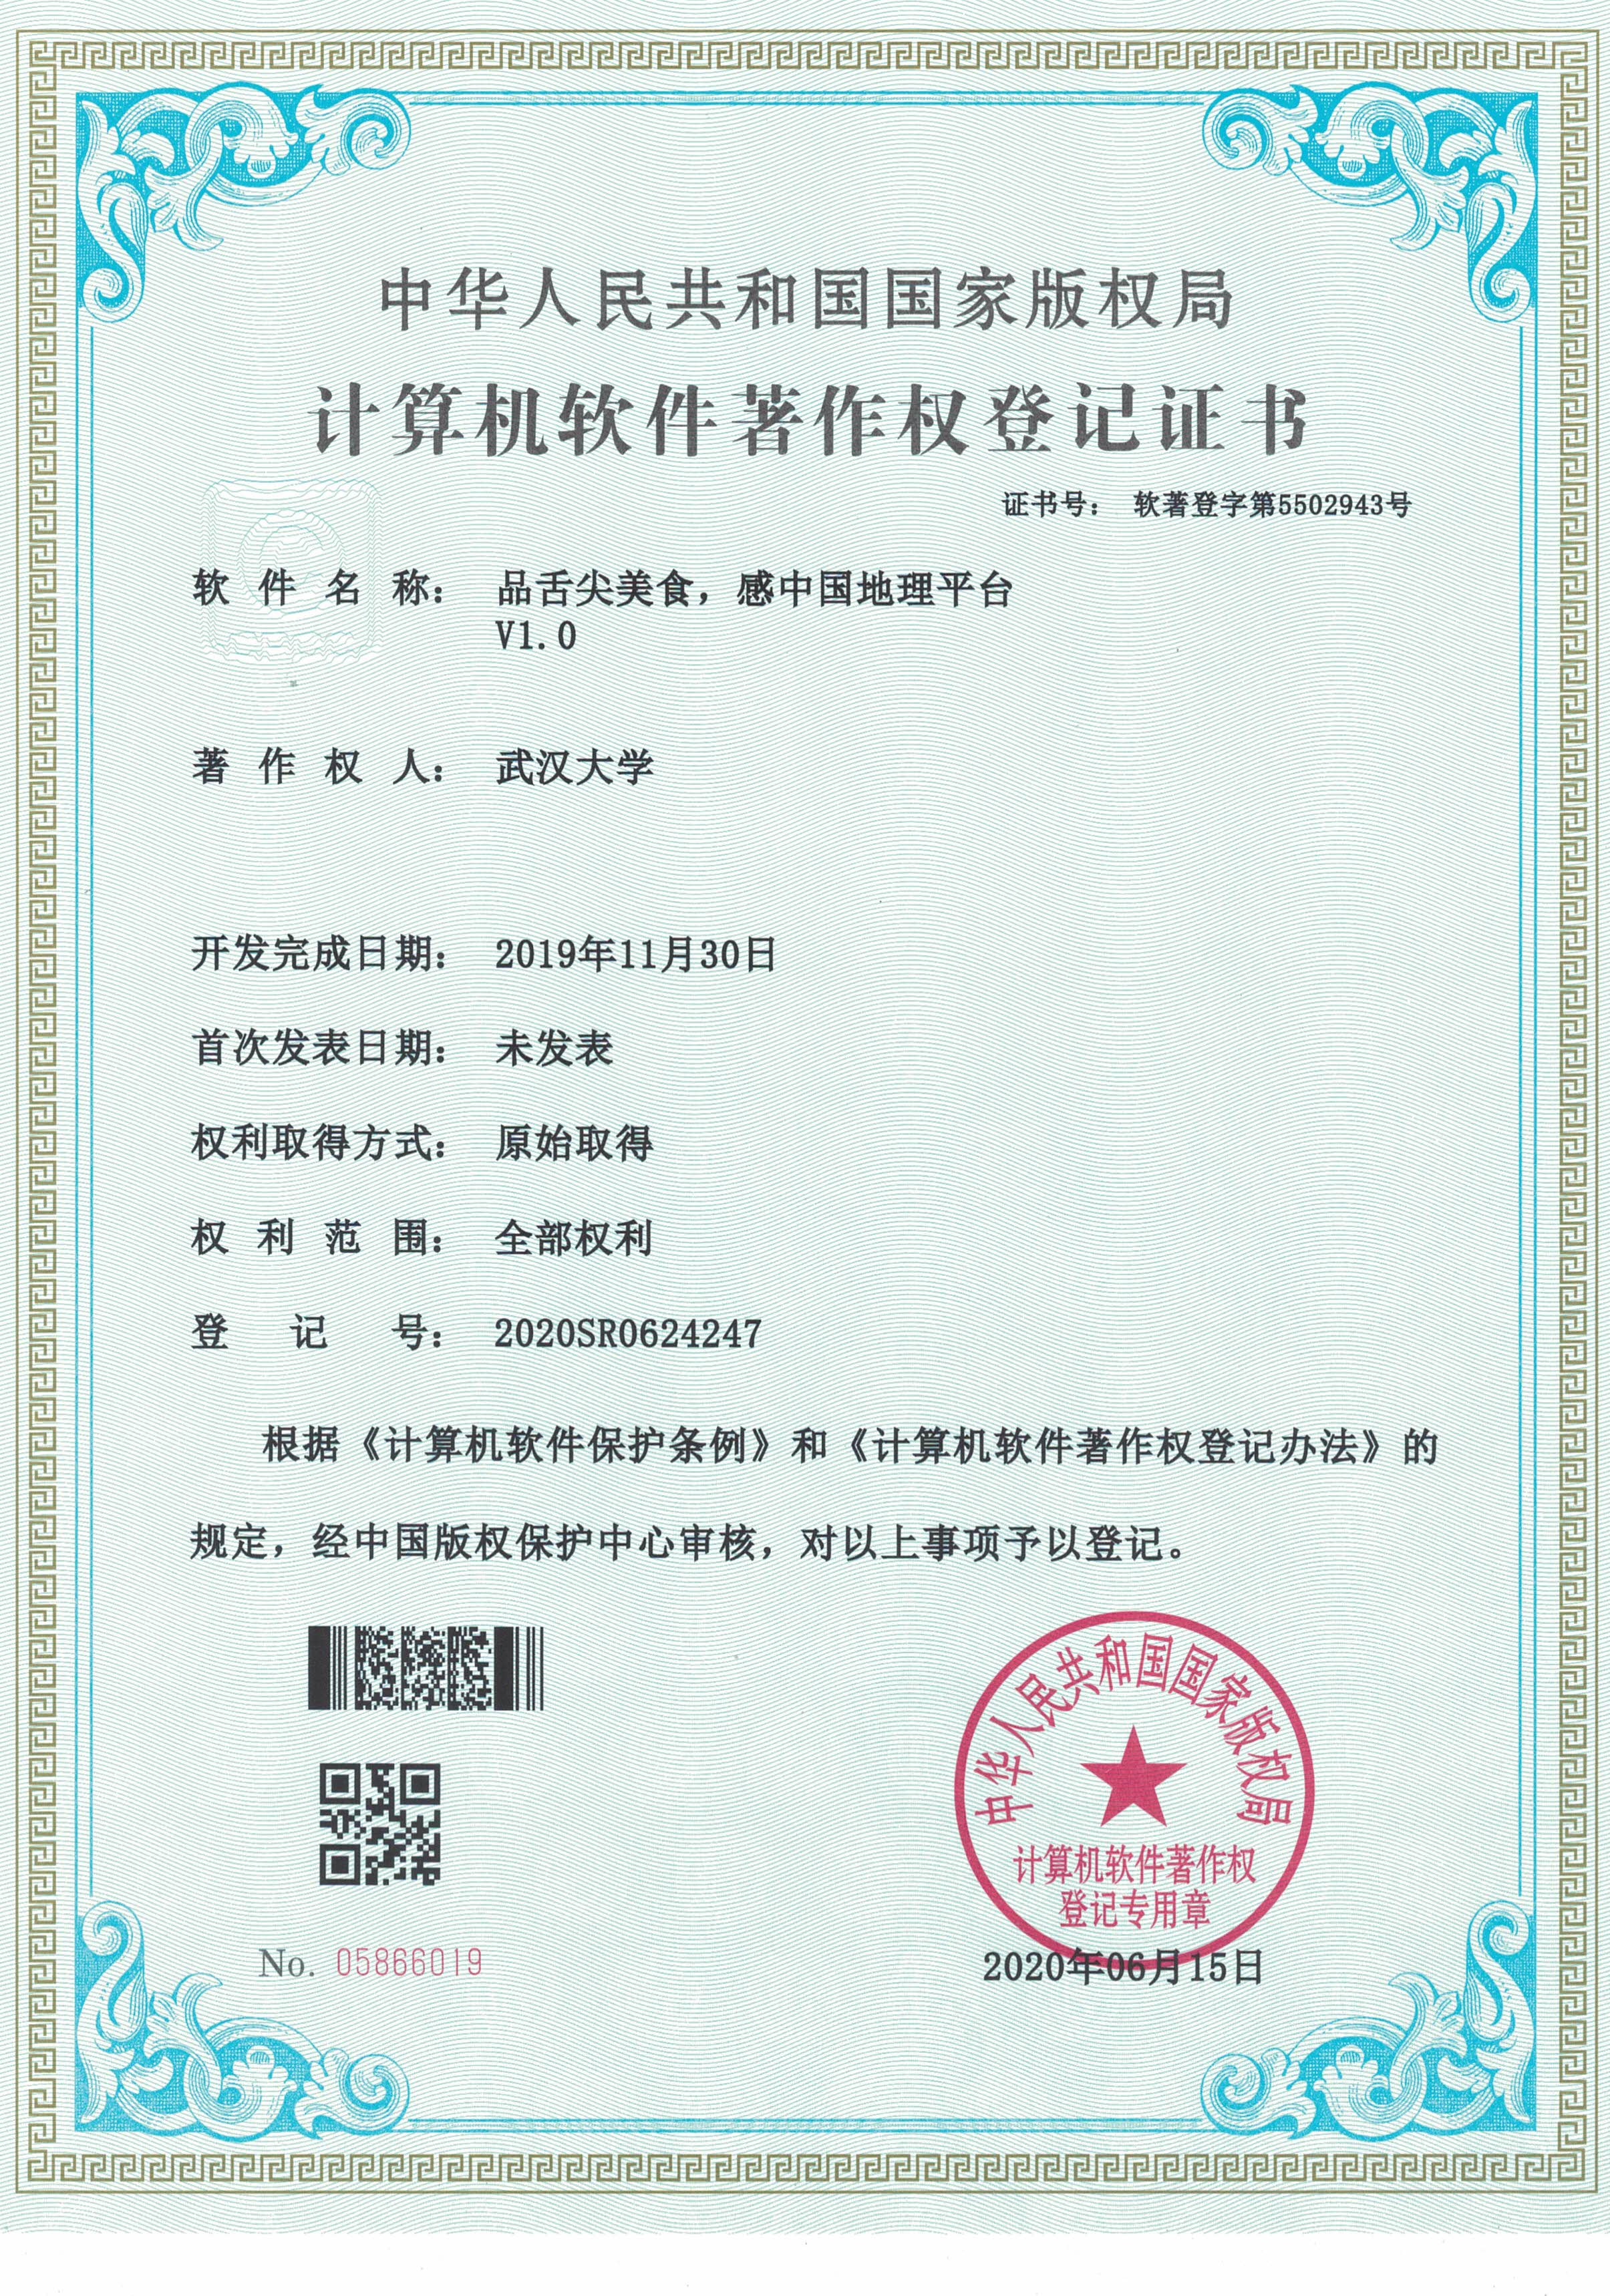 中华人民共和国国家版权局
计算机软件著作权登记证书
证书号： 软著登字第5502943号
软件名称： 品舌尖美食，感中国地理平台
V1.0
著作权人： 武汉大学
开发完成日期： 2019年11月30日
首次发表日期： 未发表
权利取得方式： 原始取得
权利范围： 全部权利
登记号： 2020SR0624247
根据《计算机软件保护条例》和《计算机软件著作权登记办法》的
规定，经中国版权保护中心审核，对以上事项予以登记。
中华人民共和国国家版权局
计算机软件著作权
登记专用章
No. 05866019
2020年06月15日